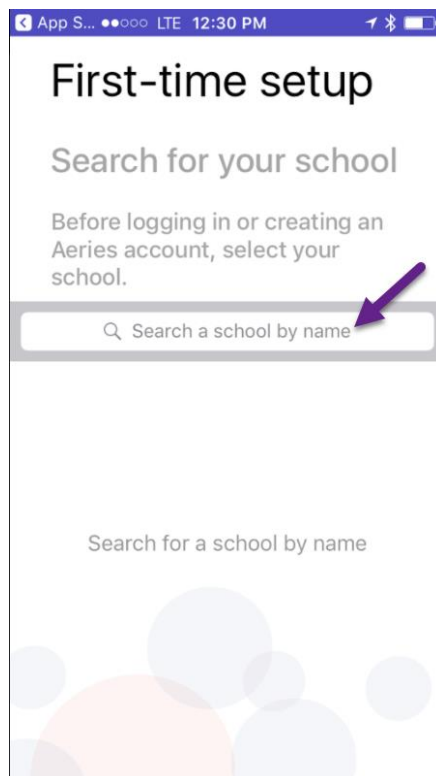 App S... LTE 12:30 PM
First-time setup
Search for your school
Before logging in or creating an
Aeries account, select your
school.
Search a school by name
Search for a school by name